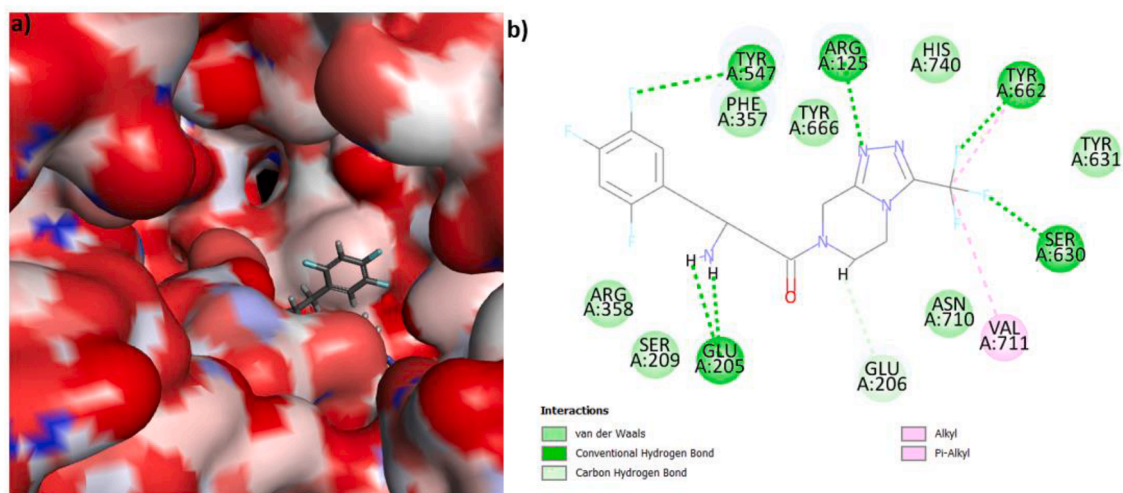 a)
b)
TYR
A:547
ARG
A:125
HIS
A:740
TYR
A:662
PHE
A:357
TYR
A:666
TYR
A:631
F
F
F
N
N
N
N
F
F
F
N
H
H
O
H
SER
A:630
ARG
A:358
SER
A:209
GLU
A:205
GLU
A:206
ASN
A:710
VAL
A:711
Interactions
van der Waals
Conventional Hydrogen Bond
Carbon Hydrogen Bond
Alkyl
Pi-Alkyl